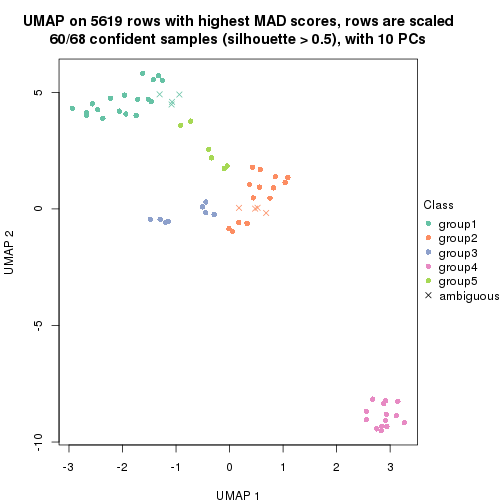 UMAP on 5619 rows with highest MAD scores, rows are scaled
60/68 confident samples (silhouette > 0.5), with 10 PCs
5
0
-5
-10
UMAP 2
-3 -2 -1 0 1 2 3
UMAP 1
Class
group1
group2
group3
group4
group5
ambiguous